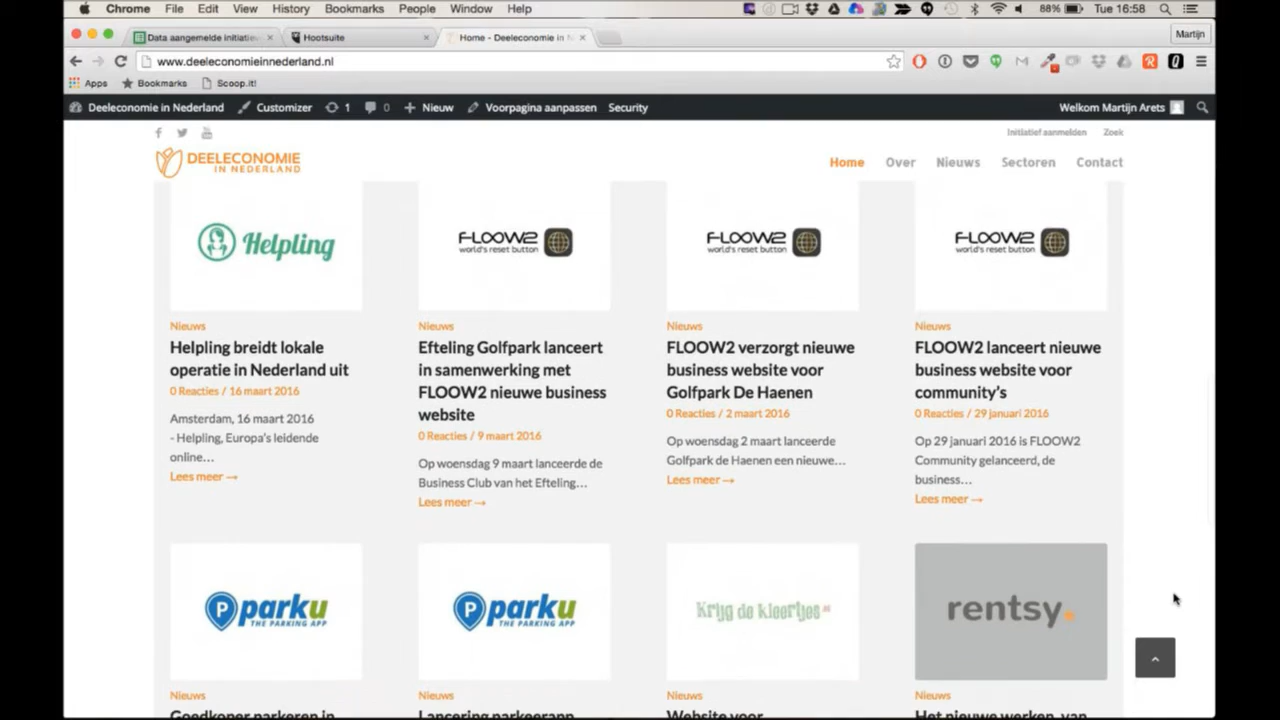 Chrome File Edit View History Bookmarks People Window Help 88% Tue 16:58
Data aangemelde initiatiev
Hootsuite
Home - Deeleconomie in N
Martijn
www.deeleconomieinnederland.nl
Apps Bookmarks Scoop.it!
Deeleconomie in Nederland Customizer 1 0 Nieuw Voorpagina aanpassen Security Welkom Martijn Arets
Initiatief aanmelden Zoek
DEELECONOMIE
IN NEDERLAND
Home Over Nieuws Sectoren Contact
Helpling
FLOOW2
world's reset button
FLOOW2
world's reset button
FLOOW2
world's reset button
Nieuws
Helpling breidt lokale
operatie in Nederland uit
0 Reacties / 16 maart 2016
Amsterdam, 16 maart 2016
- Helpling, Europa's leidende
online...
Lees meer →
Nieuws
Efteling Golfpark lanceert
in samenwerking met
FLOOW2 nieuwe business
website
0 Reacties / 9 maart 2016
Op woensdag 9 maart lanceerde de
Business Club van het Efteling...
Lees meer →
Nieuws
FLOOW2 verzorgt nieuwe
business website voor
Golfpark De Haenen
0 Reacties / 2 maart 2016
Op woensdag 2 maart lanceerde
Golfpark de Haenen een nieuwe...
Lees meer →
Nieuws
FLOOW2 lanceert nieuwe
business website voor
community's
0 Reacties / 29 januari 2016
Op 29 januari 2016 is FLOOW2
Community gelanceerd, de
business...
Lees meer →
parku
THE PARKING APP
parku
THE PARKING APP
Krijg de kleertjes
rentsy.
Nieuws
Goedkoper parkeren in
Nieuws
Lancering parkeerapp
Nieuws
Website voor
Nieuws
Het nieuwe werken, van